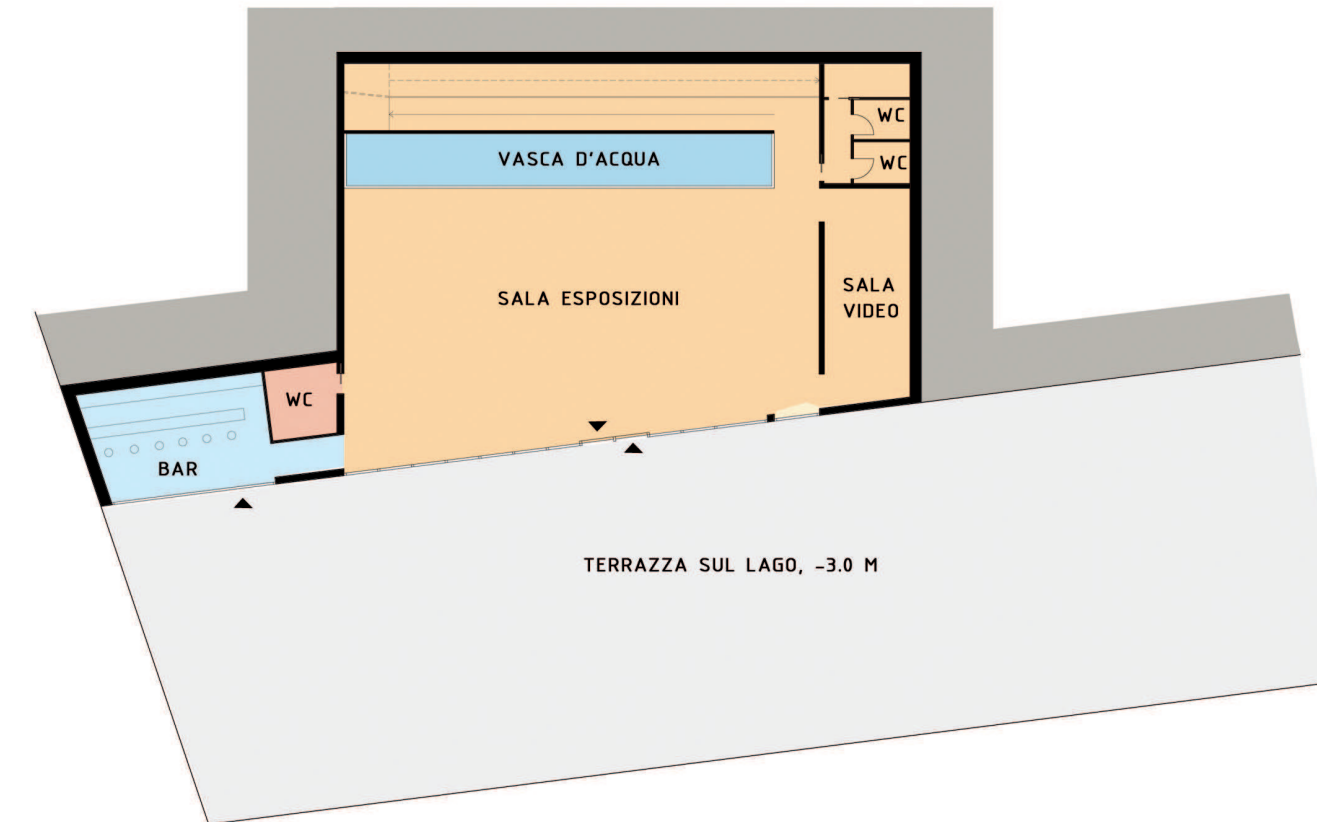 WC
VASCA D'ACQUA
WC
SALA ESPOSIZIONI
SALA
VIDEO
WC
BAR
TERRAZZA SUL LAGO, -3.0 M